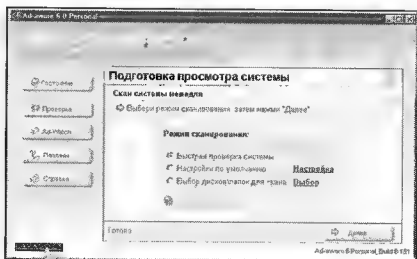 Ad-aware 6.0 Personal
Подготовка просмотра системы
Состояние
Скан системы
Выбери режим сканирования затем нажми "Далее"
Проверка
Ad-watch
Режим сканирования:
Плагины
Быстрая проверка системы
Справка
Настройки по умолчанию Настройка
Выбор дисков/папок для скана Выбор
Готово
Далее
Ad-aware 6 Personal, Build 6.181